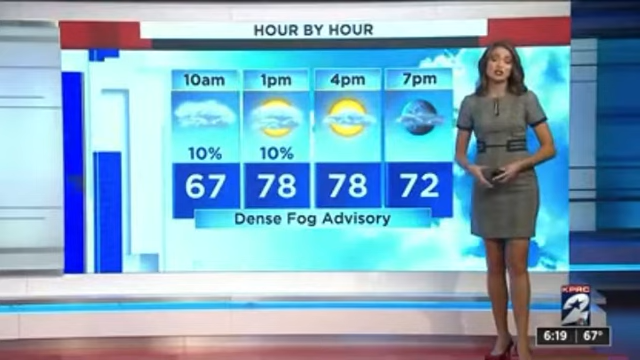 HOUR BY HOUR
10am 1pm 4pm 7pm
10% 10%
67 78 78 72
Dense Fog Advisory
KPRC
2
6:19 67°